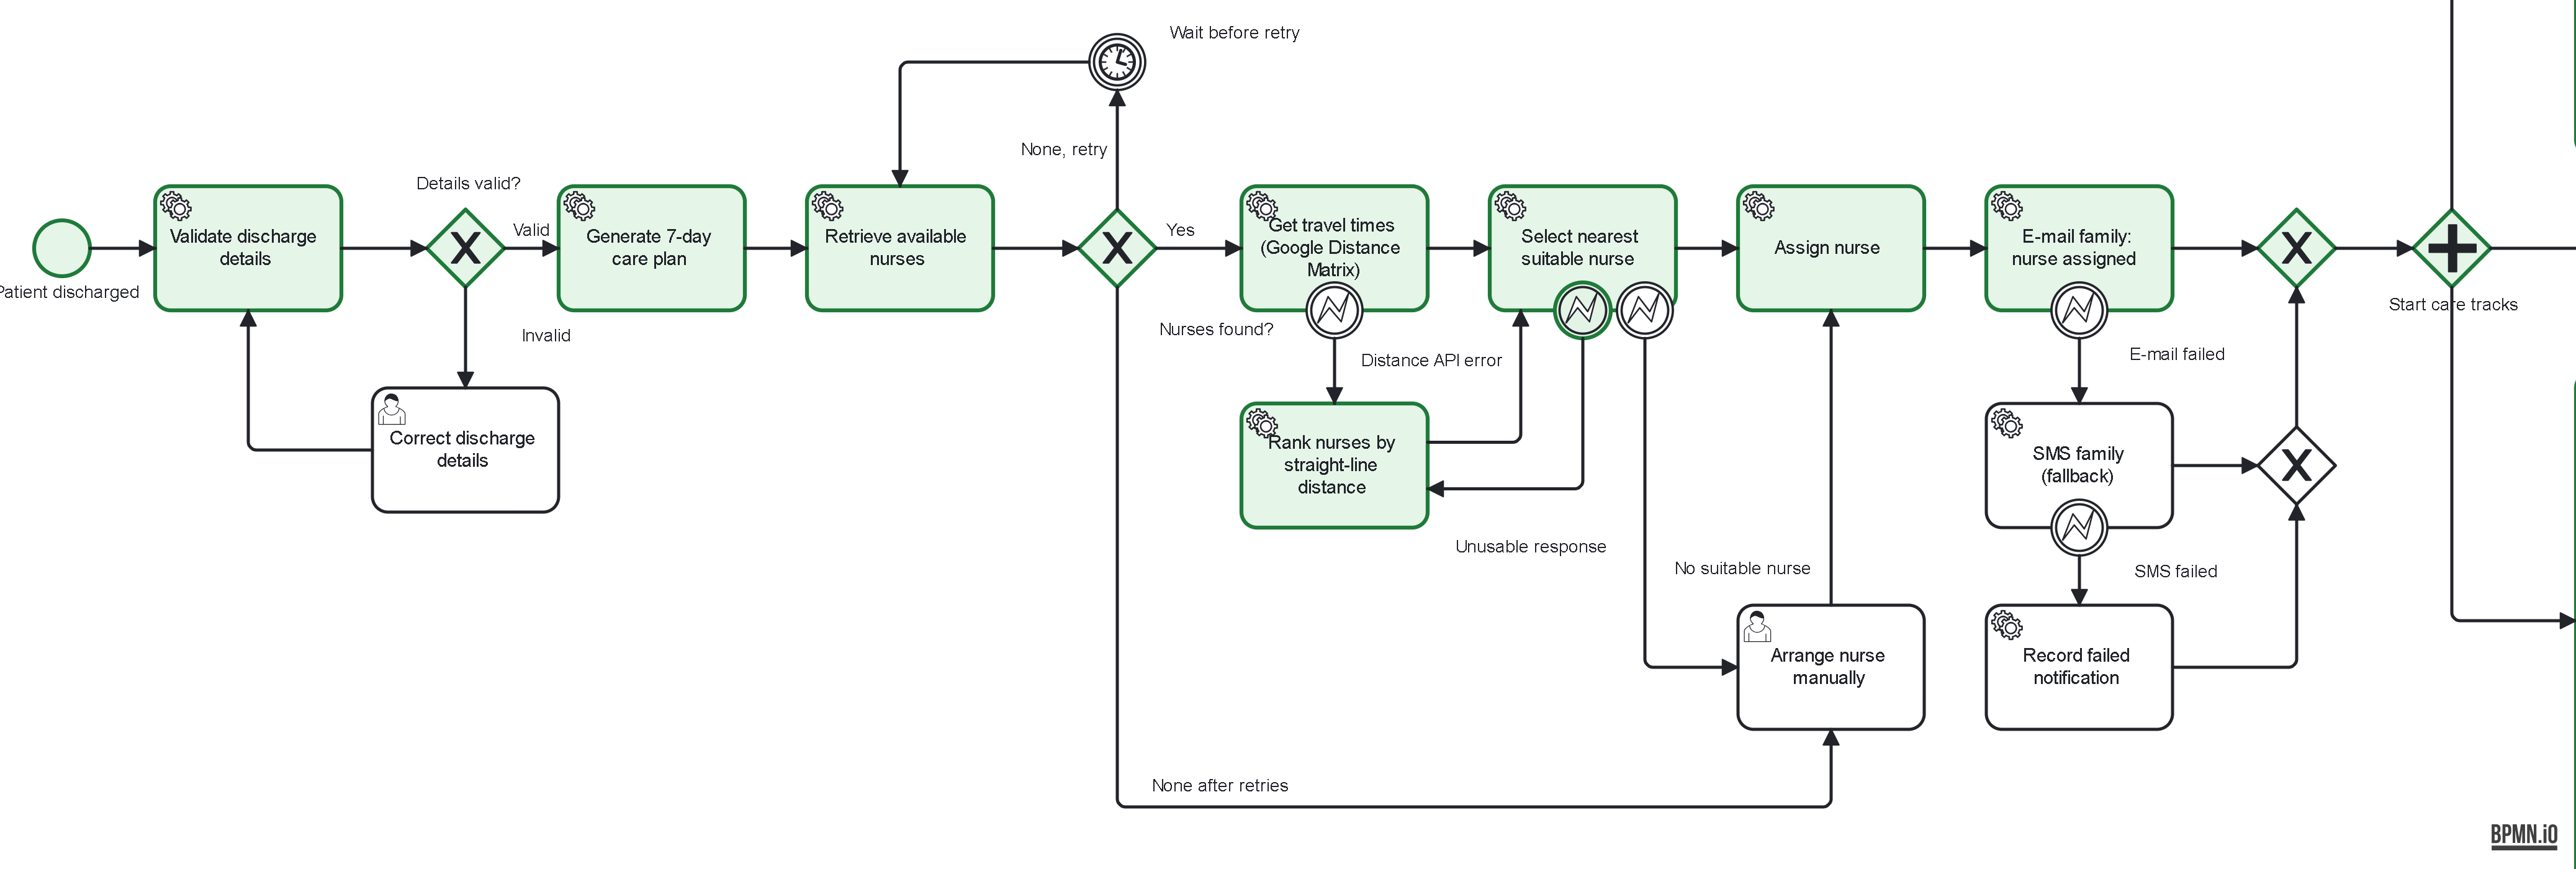 Wait before retry
None, retry
Details valid?
Valid
Yes
Validate discharge
details
Generate 7-day
care plan
Retrieve available
nurses
Get travel times
(Google Distance
Matrix)
Select nearest
suitable nurse
Assign nurse
E-mail family:
nurse assigned
Patient discharged
Start care tracks
Invalid
Nurses found?
Distance API error
E-mail failed
Correct discharge
details
Rank nurses by
straight-line
distance
SMS family
(fallback)
Unusable response
No suitable nurse
SMS failed
Arrange nurse
manually
Record failed
notification
None after retries
BPMN.iO